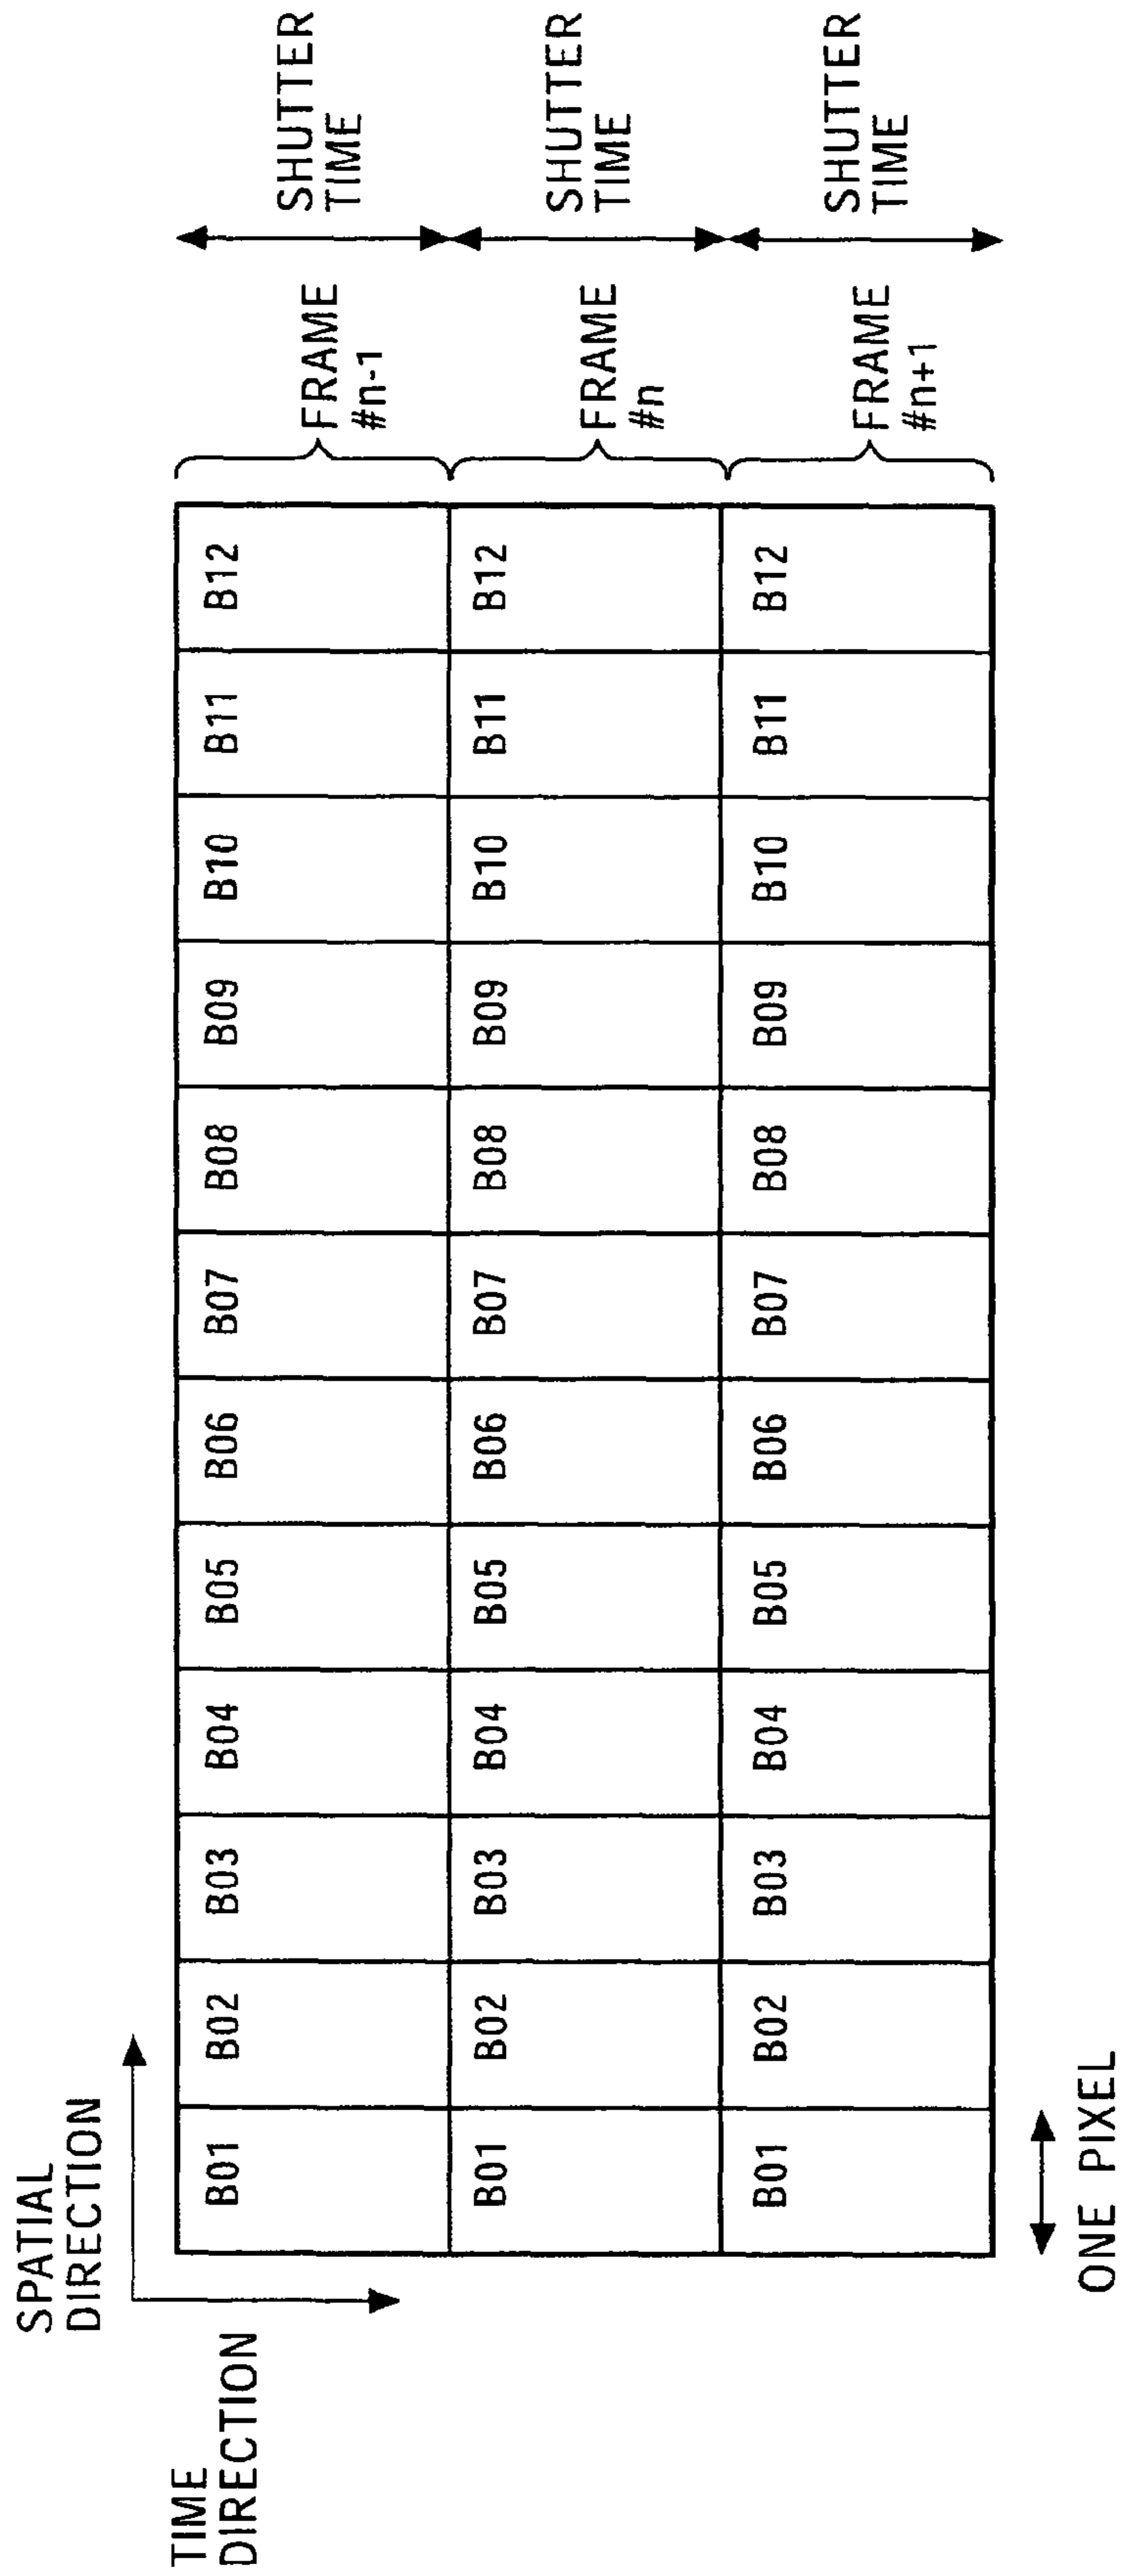 SPATIAL
DIRECTION
TIME
DIRECTION
B01 B02 B03 B04 B05 B06 B07 B08 B09 B10 B11 B12
FRAME
#n-1
SHUTTER
TIME
B01 B02 B03 B04 B05 B06 B07 B08 B09 B10 B11 B12
FRAME
#n
SHUTTER
TIME
B01 B02 B03 B04 B05 B06 B07 B08 B09 B10 B11 B12
FRAME
#n+1
SHUTTER
TIME
ONE PIXEL